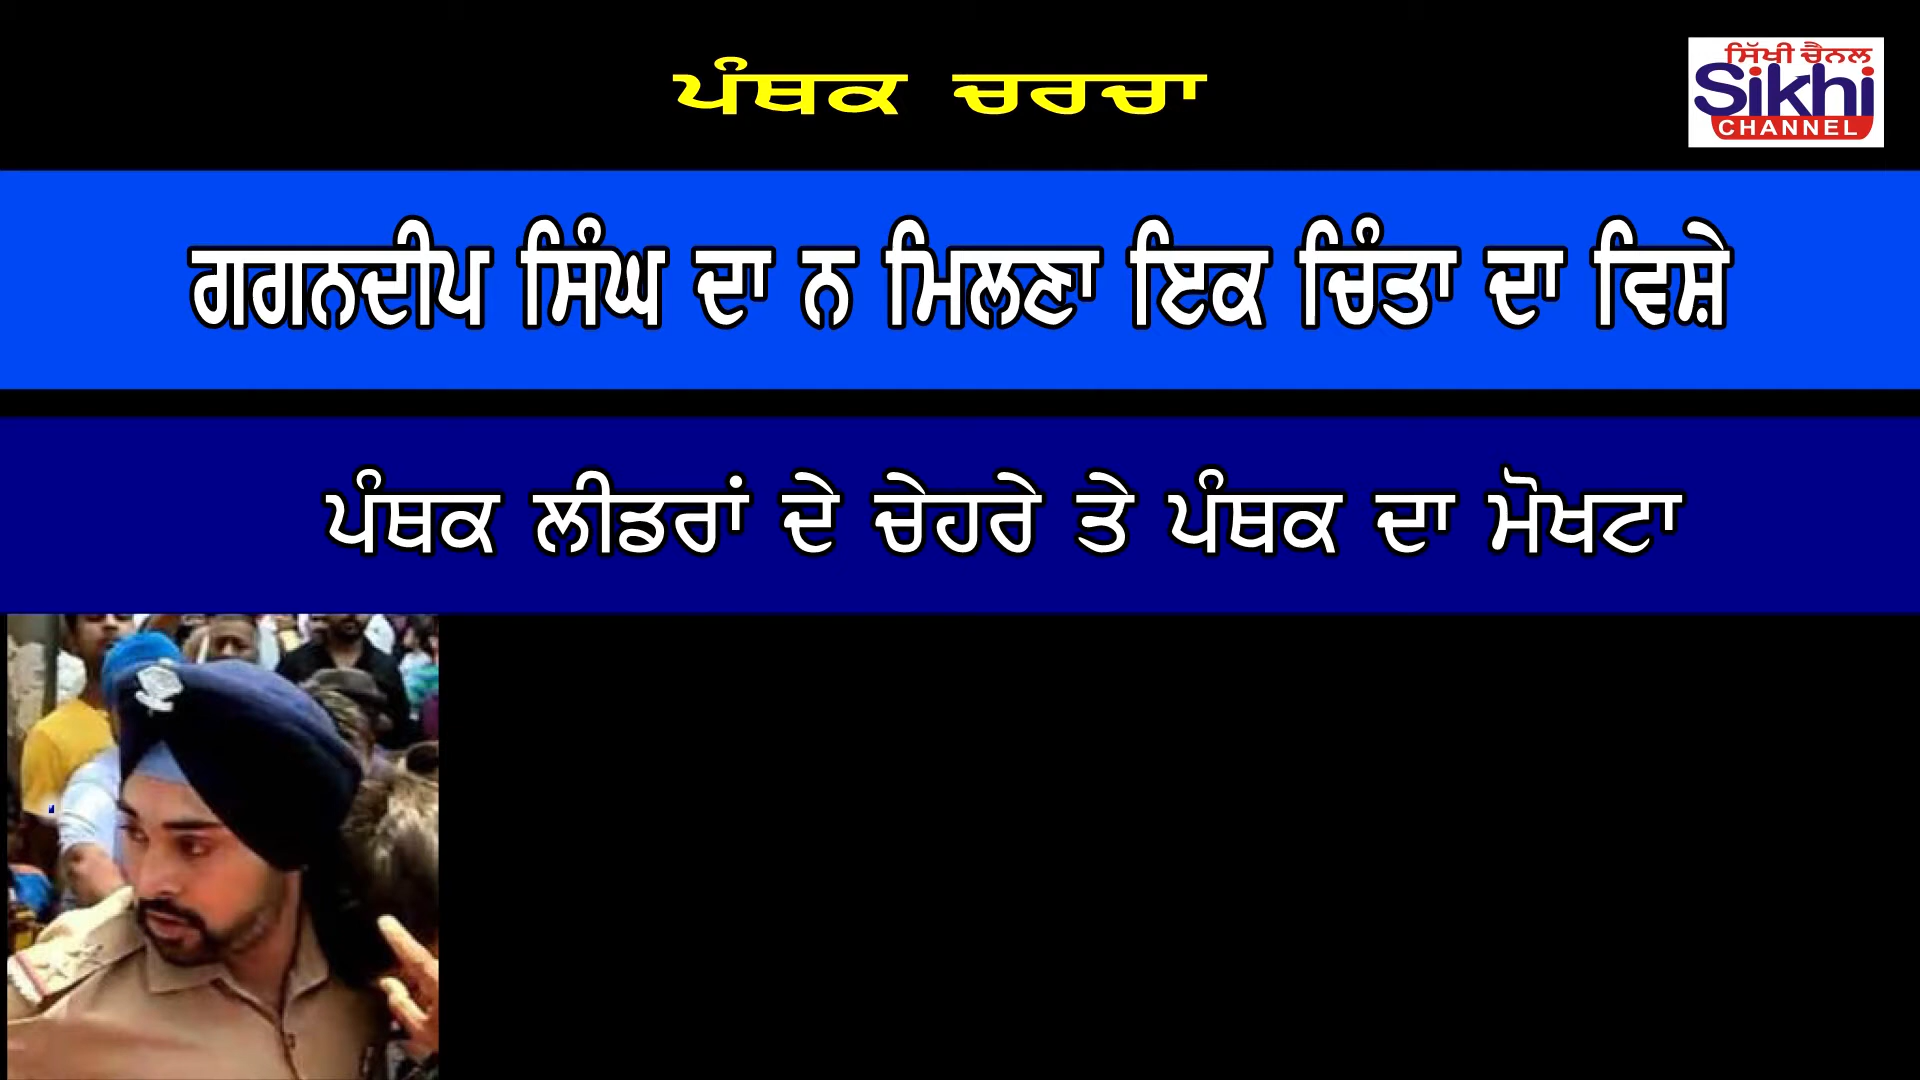 ਪੰਥਕ ਚਰਚਾ
ਸਿੱਖੀ ਚੈਨਲ
Sikhi
CHANNEL
ਗਗਨਦੀਪ ਸਿੰਘ ਦਾ ਨ ਮਿਲਣਾ ਇਕ ਚਿੰਤਾ ਦਾ ਵਿਸ਼ੇ
ਪੰਥਕ ਲੀਡਰਾਂ ਦੇ ਚੇਹਰੇ ਤੇ ਪੰਥਕ ਦਾ ਮੋਖਟਾ